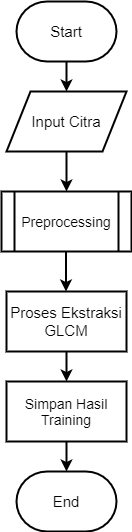 Start
Input Citra
Preprocessing
Proses Ekstraksi
GLCM
Simpan Hasil
Training
End